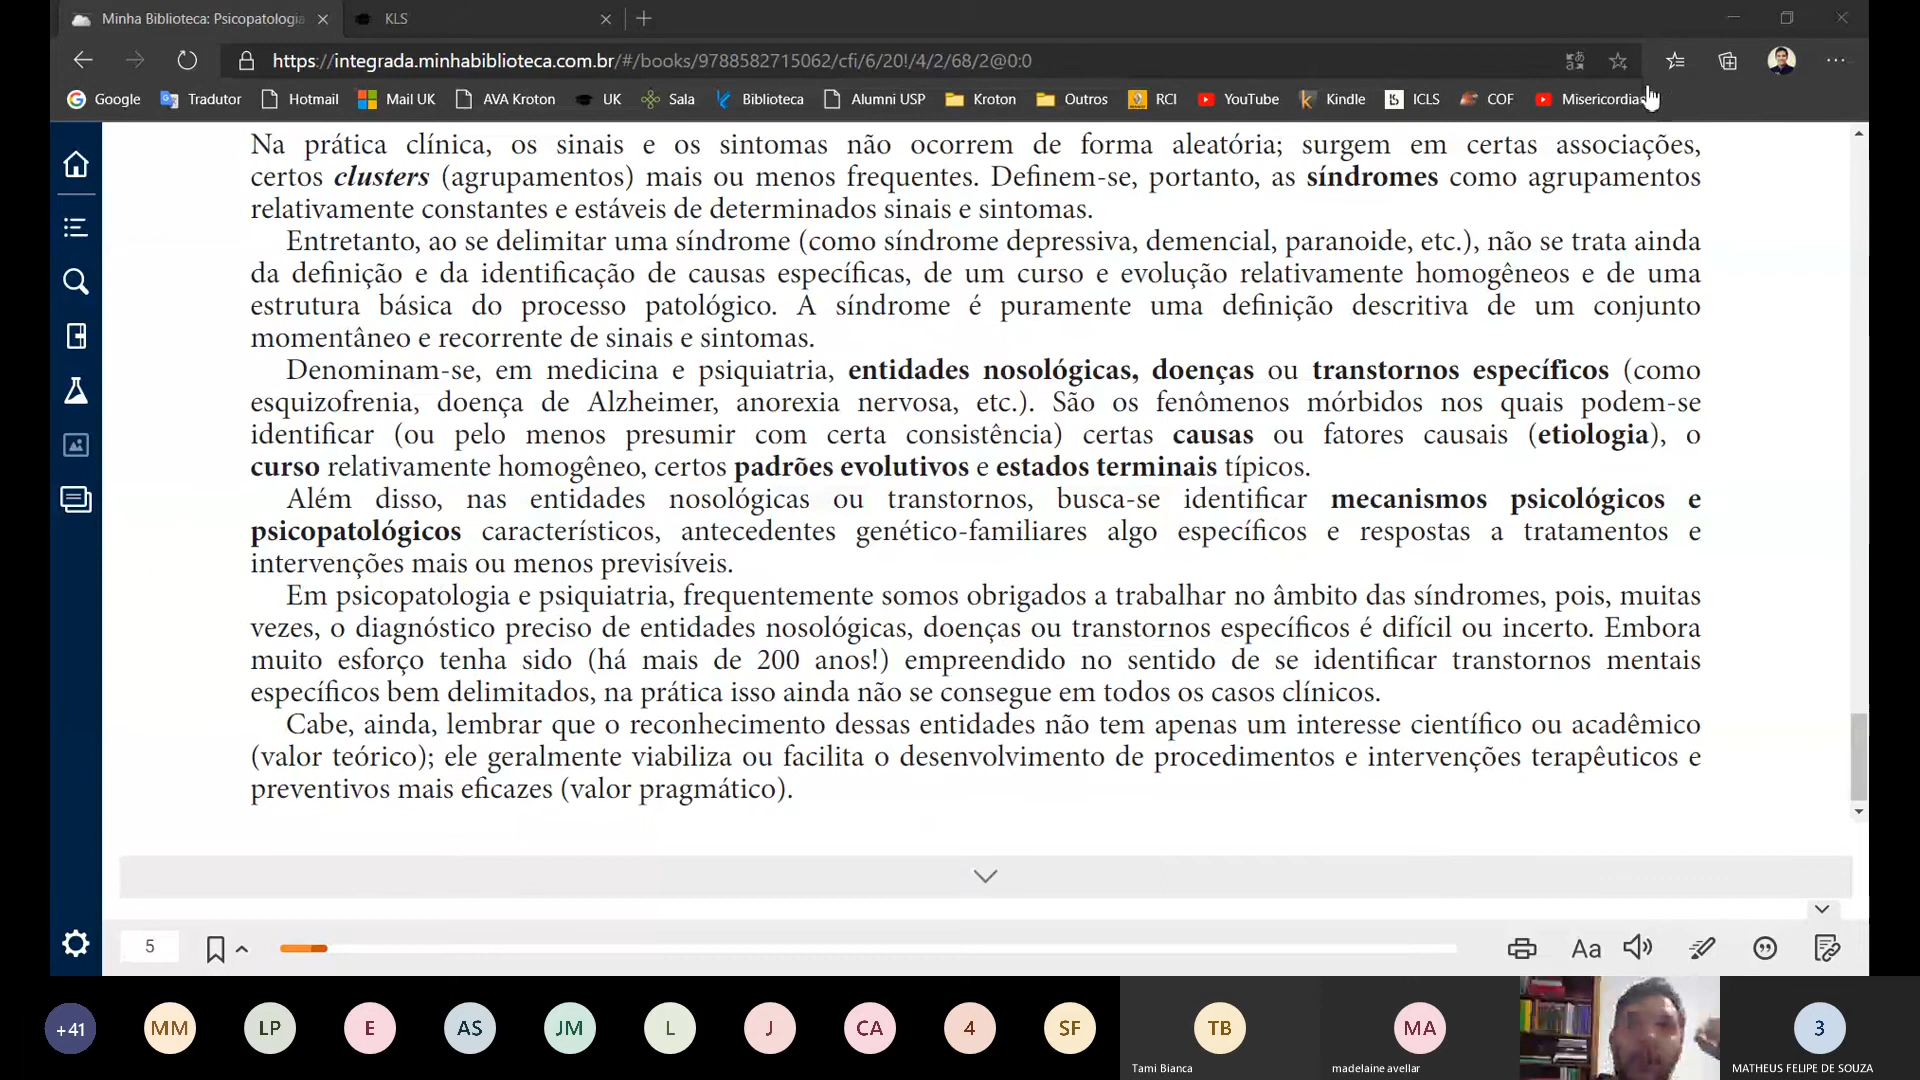 Minha Biblioteca: Psicopatologia
KLS
https://integrada.minhabiblioteca.com.br/#/books/9788582715062/cfi/6/20!/4/2/68/2@0:0
Google Tradutor Hotmail Mail UK AVA Kroton UK Sala Biblioteca Alumni USP Kroton Outros RCI YouTube Kindle ICLS COF Misericordias
Na prática clínica, os sinais e os sintomas não ocorrem de forma aleatória; surgem em certas associações,
certos clusters (agrupamentos) mais ou menos frequentes. Definem-se, portanto, as síndromes como agrupamentos
relativamente constantes e estáveis de determinados sinais e sintomas.
Entretanto, ao se delimitar uma síndrome (como síndrome depressiva, demencial, paranoide, etc.), não se trata ainda
da definição e da identificação de causas específicas, de um curso e evolução relativamente homogêneos e de uma
estrutura básica do processo patológico. A síndrome é puramente uma definição descritiva de um conjunto
momentâneo e recorrente de sinais e sintomas.
Denominam-se, em medicina e psiquiatria, entidades nosológicas, doenças ou transtornos específicos (como
esquizofrenia, doença de Alzheimer, anorexia nervosa, etc.). São os fenômenos mórbidos nos quais podem-se
identificar (ou pelo menos presumir com certa consistência) certas causas ou fatores causais (etiologia), o
curso relativamente homogêneo, certos padrões evolutivos e estados terminais típicos.
Além disso, nas entidades nosológicas ou transtornos, busca-se identificar mecanismos psicológicos e
psicopatológicos característicos, antecedentes genético-familiares algo específicos e respostas a tratamentos e
intervenções mais ou menos previsíveis.
Em psicopatologia e psiquiatria, frequentemente somos obrigados a trabalhar no âmbito das síndromes, pois, muitas
vezes, o diagnóstico preciso de entidades nosológicas, doenças ou transtornos específicos é difícil ou incerto. Embora
muito esforço tenha sido (há mais de 200 anos!) empreendido no sentido de se identificar transtornos mentais
específicos bem delimitados, na prática isso ainda não se consegue em todos os casos clínicos.
Cabe, ainda, lembrar que o reconhecimento dessas entidades não tem apenas um interesse científico ou acadêmico
(valor teórico); ele geralmente viabiliza ou facilita o desenvolvimento de procedimentos e intervenções terapêuticos e
preventivos mais eficazes (valor pragmático).
5
Aa
+41 MM LP E AS JM L J CA 4 SF TB MA 3
Tami Bianca madelaine avellar MATHEUS FELIPE DE SOUZA